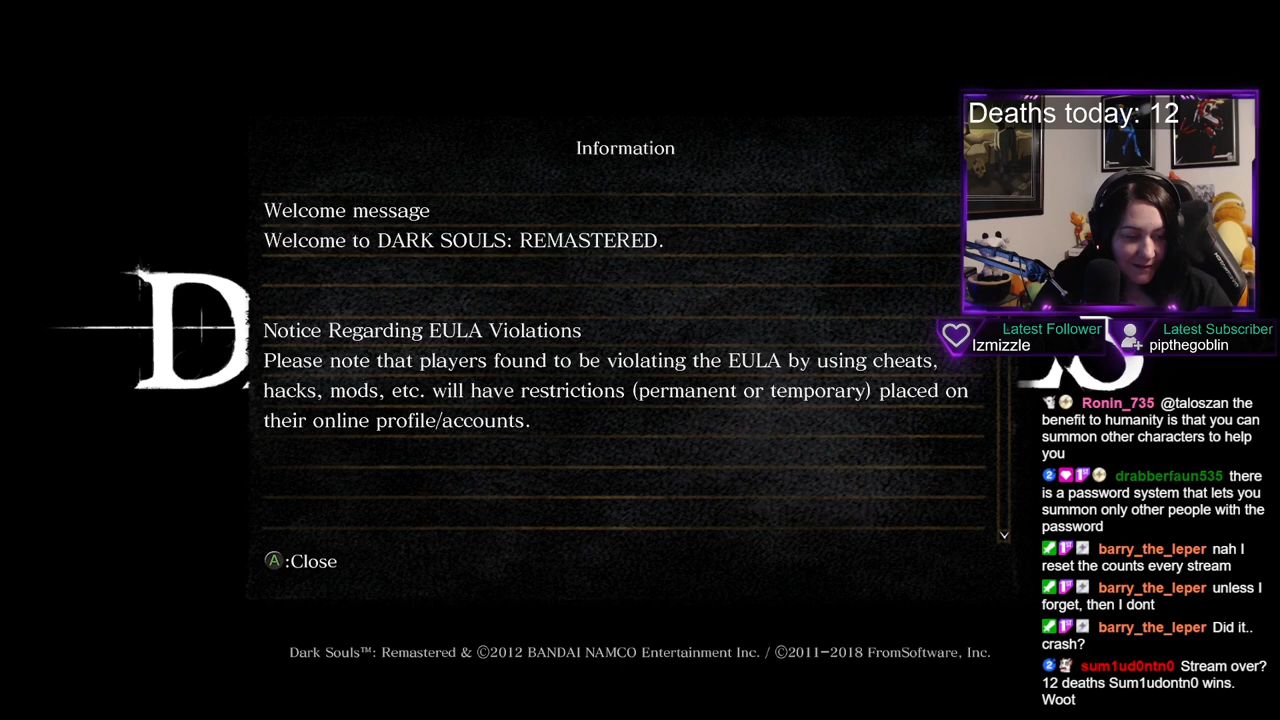 Deaths today: 12
Information
Welcome message
Welcome to DARK SOULS: REMASTERED.
Notice Regarding EULA Violations
Please note that players found to be violating the EULA by using cheats,
hacks, mods, etc. will have restrictions (permanent or temporary) placed on
their online profile/accounts.
A:Close
Dark Souls™: Remastered & ©2012 BANDAI NAMCO Entertainment Inc. / ©2011-2018 FromSoftware, Inc.
Latest Follower
Izmizzle
Latest Subscriber
pipthegoblin
Ronin_735 @taloszan the
benefit to humanity is that you can
summon other characters to help
you
drabberfaun535 there
is a password system that lets you
summon only other people with the
password
barry_the_leper nah I
reset the counts every stream
barry_the_leper unless I
forget, then I dont
barry_the_leper Did it..
crash?
sum1ud0ntn0 Stream over?
12 deaths Sum1udontn0 wins.
Woot